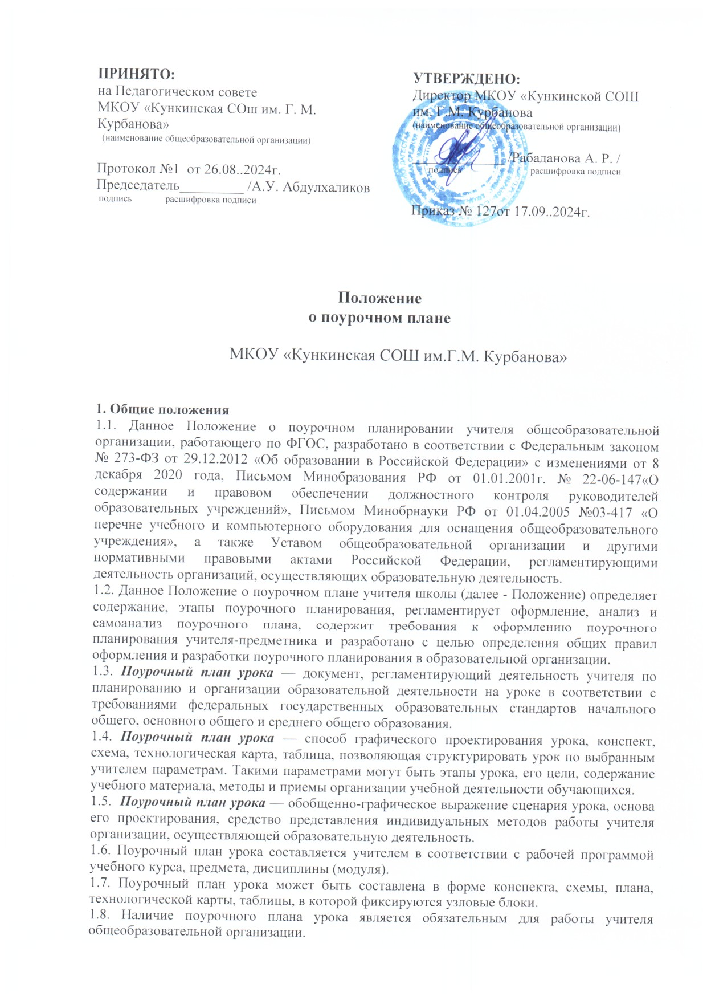 ПРИНЯТО:
на Педагогическом совете
МКОУ «Кункинская СОш им. Г. М.
Курбанова»
(наименование общеобразовательной организации)
Протокол №1 от 26.08..2024г.
Председатель_________ /А.У. Абдулхаликов
подпись расшифровка подписи
УТВЕРЖДЕНО:
Директор МКОУ «Кункинской СОШ
им. Г.М. Курбанова
(наименование общеобразовательной организации)
_____________ /Рабаданова А. Р. /
подпись расшифровка подписи
Приказ № 127от 17.09..2024г.
Положение
о поурочном плане
МКОУ «Кункинская СОШ им.Г.М. Курбанова»
1. Общие положения
1.1. Данное Положение о поурочном планировании учителя общеобразовательной
организации, работающего по ФГОС, разработано в соответствии с Федеральным законом
№ 273-ФЗ от 29.12.2012 «Об образовании в Российской Федерации» с изменениями от 8
декабря 2020 года, Письмом Минобразования РФ от 01.01.2001г. № 22-06-147«О
содержании и правовом обеспечении должностного контроля руководителей
образовательных учреждений», Письмом Минобрнауки РФ от 01.04.2005 №03-417 «О
перечне учебного и компьютерного оборудования для оснащения общеобразовательного
учреждения», а также Уставом общеобразовательной организации и другими
нормативными правовыми актами Российской Федерации, регламентирующими
деятельность организаций, осуществляющих образовательную деятельность.
1.2. Данное Положение о поурочном плане учителя школы (далее - Положение) определяет
содержание, этапы поурочного планирования, регламентирует оформление, анализ и
самоанализ поурочного плана, содержит требования к оформлению поурочного
планирования учителя-предметника и разработано с целью определения общих правил
оформления и разработки поурочного планирования в образовательной организации.
1.3. Поурочный план урока — документ, регламентирующий деятельность учителя по
планированию и организации образовательной деятельности на уроке в соответствии с
требованиями федеральных государственных образовательных стандартов начального
общего, основного общего и среднего общего образования.
1.4. Поурочный план урока — способ графического проектирования урока, конспект,
схема, технологическая карта, таблица, позволяющая структурировать урок по выбранным
учителем параметрам. Такими параметрами могут быть этапы урока, его цели, содержание
учебного материала, методы и приемы организации учебной деятельности обучающихся.
1.5. Поурочный план урока — обобщенно-графическое выражение сценария урока, основа
его проектирования, средство представления индивидуальных методов работы учителя
организации, осуществляющей образовательную деятельность.
1.6. Поурочный план урока составляется учителем в соответствии с рабочей программой
учебного курса, предмета, дисциплины (модуля).
1.7. Поурочный план урока может быть составлена в форме конспекта, схемы, плана,
технологической карты, таблицы, в которой фиксируются узловые блоки.
1.8. Наличие поурочного плана урока является обязательным для работы учителя
общеобразовательной организации.